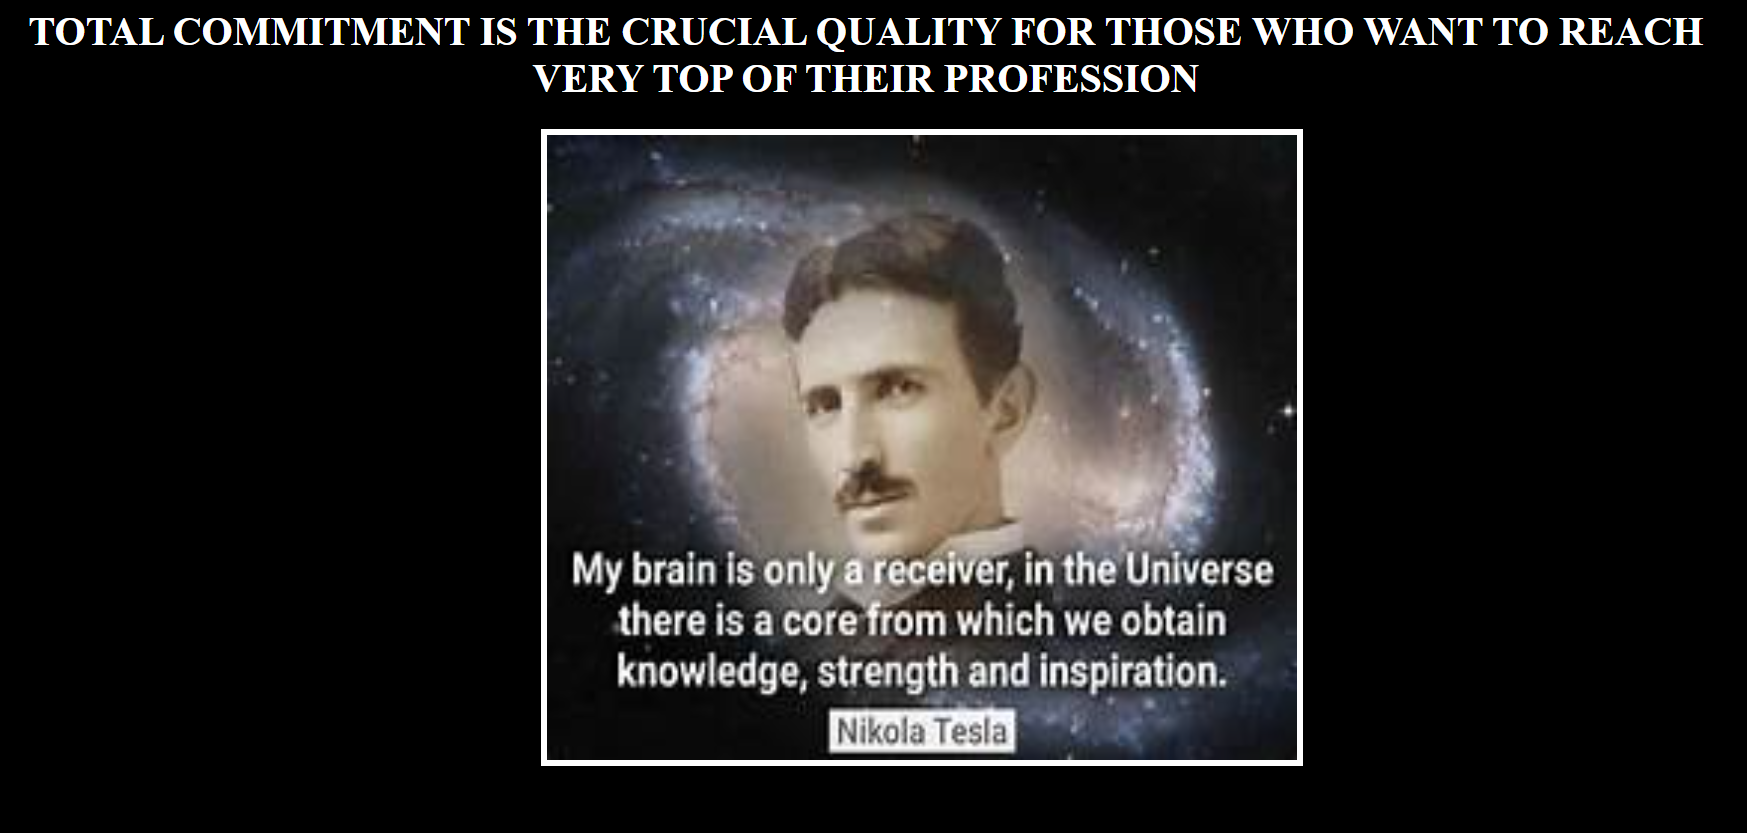 TOTAL COMMITMENT IS THE CRUCIAL QUALITY FOR THOSE WHO WANT TO REACH
VERY TOP OF THEIR PROFESSION
My brain is only a receiver, in the Universe
there is a core from which we obtain
knowledge, strength and inspiration.
Nikola Tesla